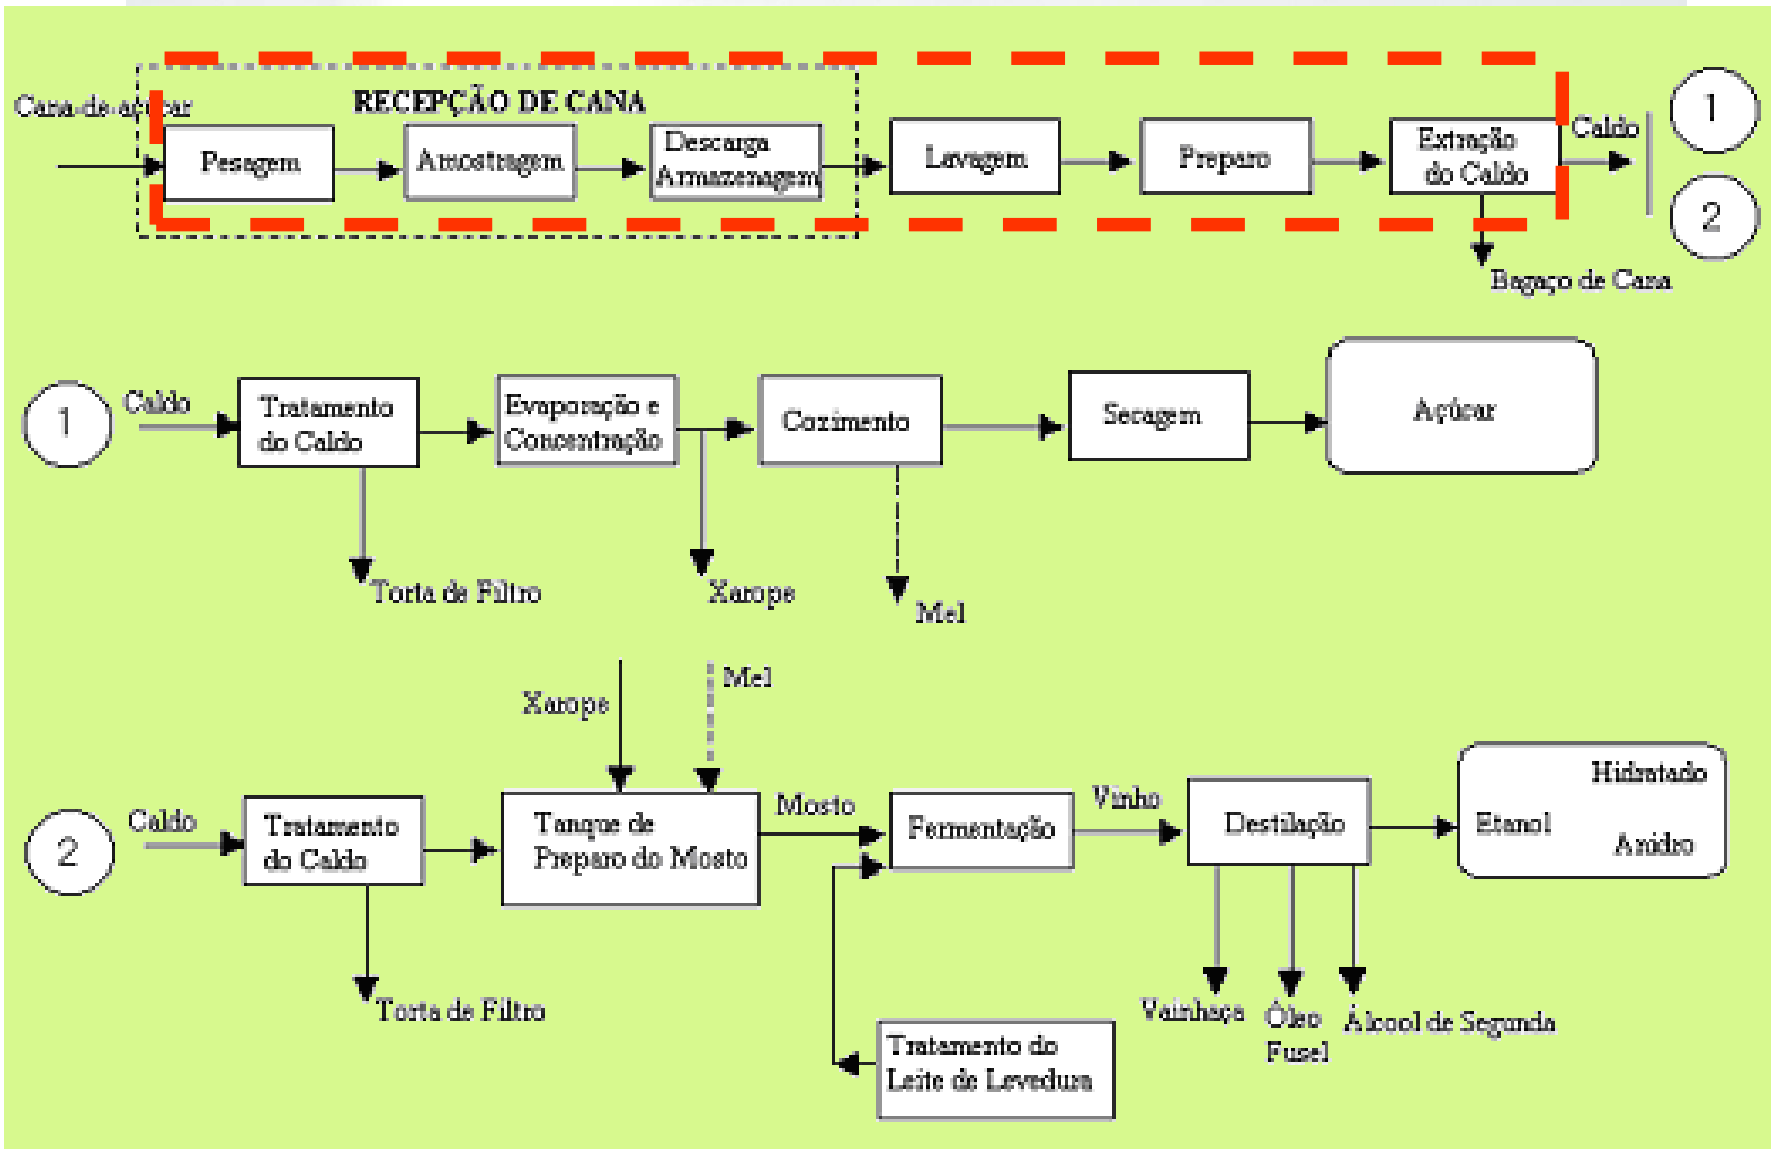 RECEPÇÃO DE CANA
Cana-de-açúcar
Pesagem
Amostragem
Descarga
Armazenagem
Lavagem
Preparo
Extração
do Caldo
Caldo
1
2
Bagaço de Cana
1
Caldo
Tratamento
do Caldo
Evaporação e
Concentração
Cozimento
Secagem
Açúcar
Torta de Filtro
Xarope
Mel
Xarope
Mel
2
Caldo
Tratamento
do Caldo
Tanque de
Preparo do Mosto
Mosto
Fermentação
Vinho
Destilação
Hidratado
Etanol
Anidro
Torta de Filtro
Vainhaça
Óleo
Fusel
Álcool de Segunda
Tratamento do
Leite de Levedura